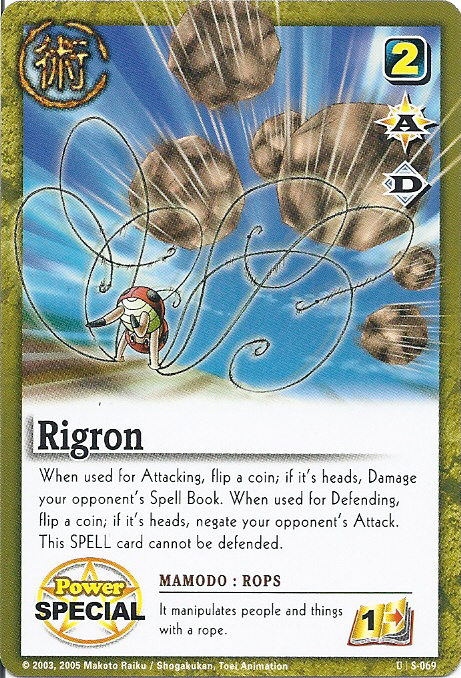 術
2
A
D
Rigron
When used for Attacking, flip a coin; if it's heads, Damage
your opponent's Spell Book. When used for Defending,
flip a coin; if it's heads, negate your opponent's Attack.
This SPELL card cannot be defended.
Power
SPECIAL
MAMODO : ROPS
It manipulates people and things
with a rope.
1
© 2003, 2005 Makoto Raiku / Shogakukan, Toei Animation
U | S-069